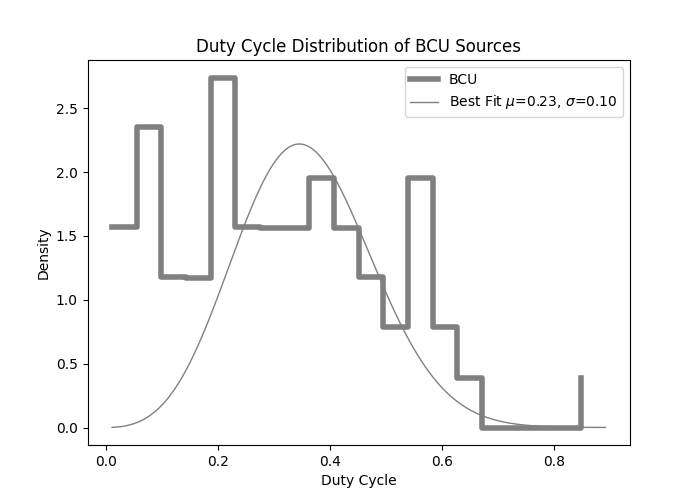 Duty Cycle Distribution of BCU Sources
BCU
Best Fit μ=0.23, σ=0.10
2.5
2.0
1.5
1.0
0.5
0.0
Density
0.0 0.2 0.4 0.6 0.8
Duty Cycle